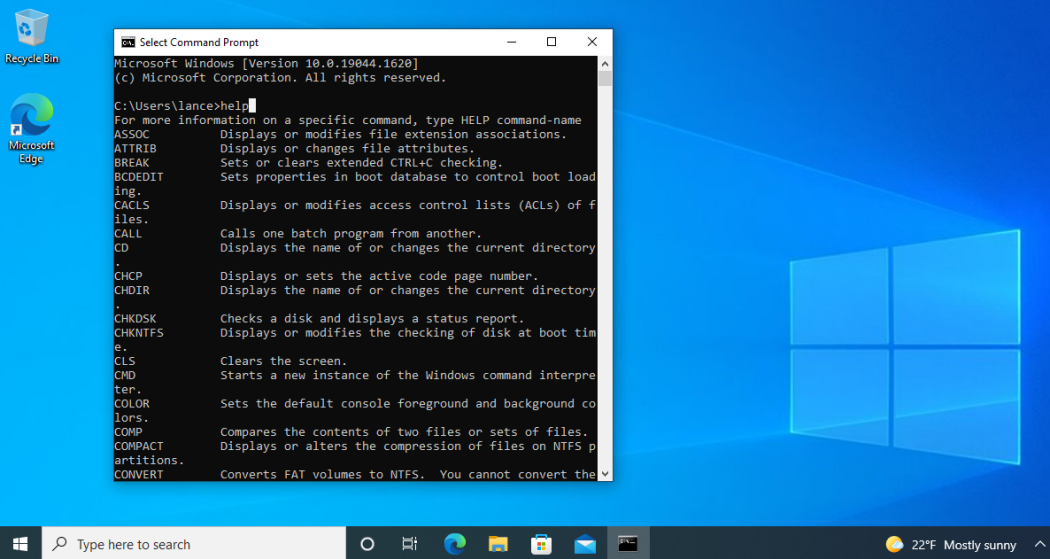 Recycle Bin
Microsoft
Edge
Select Command Prompt
Microsoft Windows [Version 10.0.19044.1620]
(c) Microsoft Corporation. All rights reserved.
C:\Users\lance>help
For more information on a specific command, type HELP command-name
ASSOC          Displays or modifies file extension associations.
ATTRIB         Displays or changes file attributes.
BREAK          Sets or clears extended CTRL+C checking.
BCDEDIT        Sets properties in boot database to control boot load
ing.
CACLS          Displays or modifies access control lists (ACLs) of f
iles.
CALL           Calls one batch program from another.
CD             Displays the name of or changes the current directory
.
CHCP           Displays or sets the active code page number.
CHDIR          Displays the name of or changes the current directory
.
CHKDSK         Checks a disk and displays a status report.
CHKNTFS        Displays or modifies the checking of disk at boot tim
e.
CLS            Clears the screen.
CMD            Starts a new instance of the Windows command interpre
ter.
COLOR          Sets the default console foreground and background co
lors.
COMP           Compares the contents of two files or sets of files.
COMPACT        Displays or alters the compression of files on NTFS p
artitions.
CONVERT        Converts FAT volumes to NTFS.  You cannot convert the
Type here to search
22°F Mostly sunny